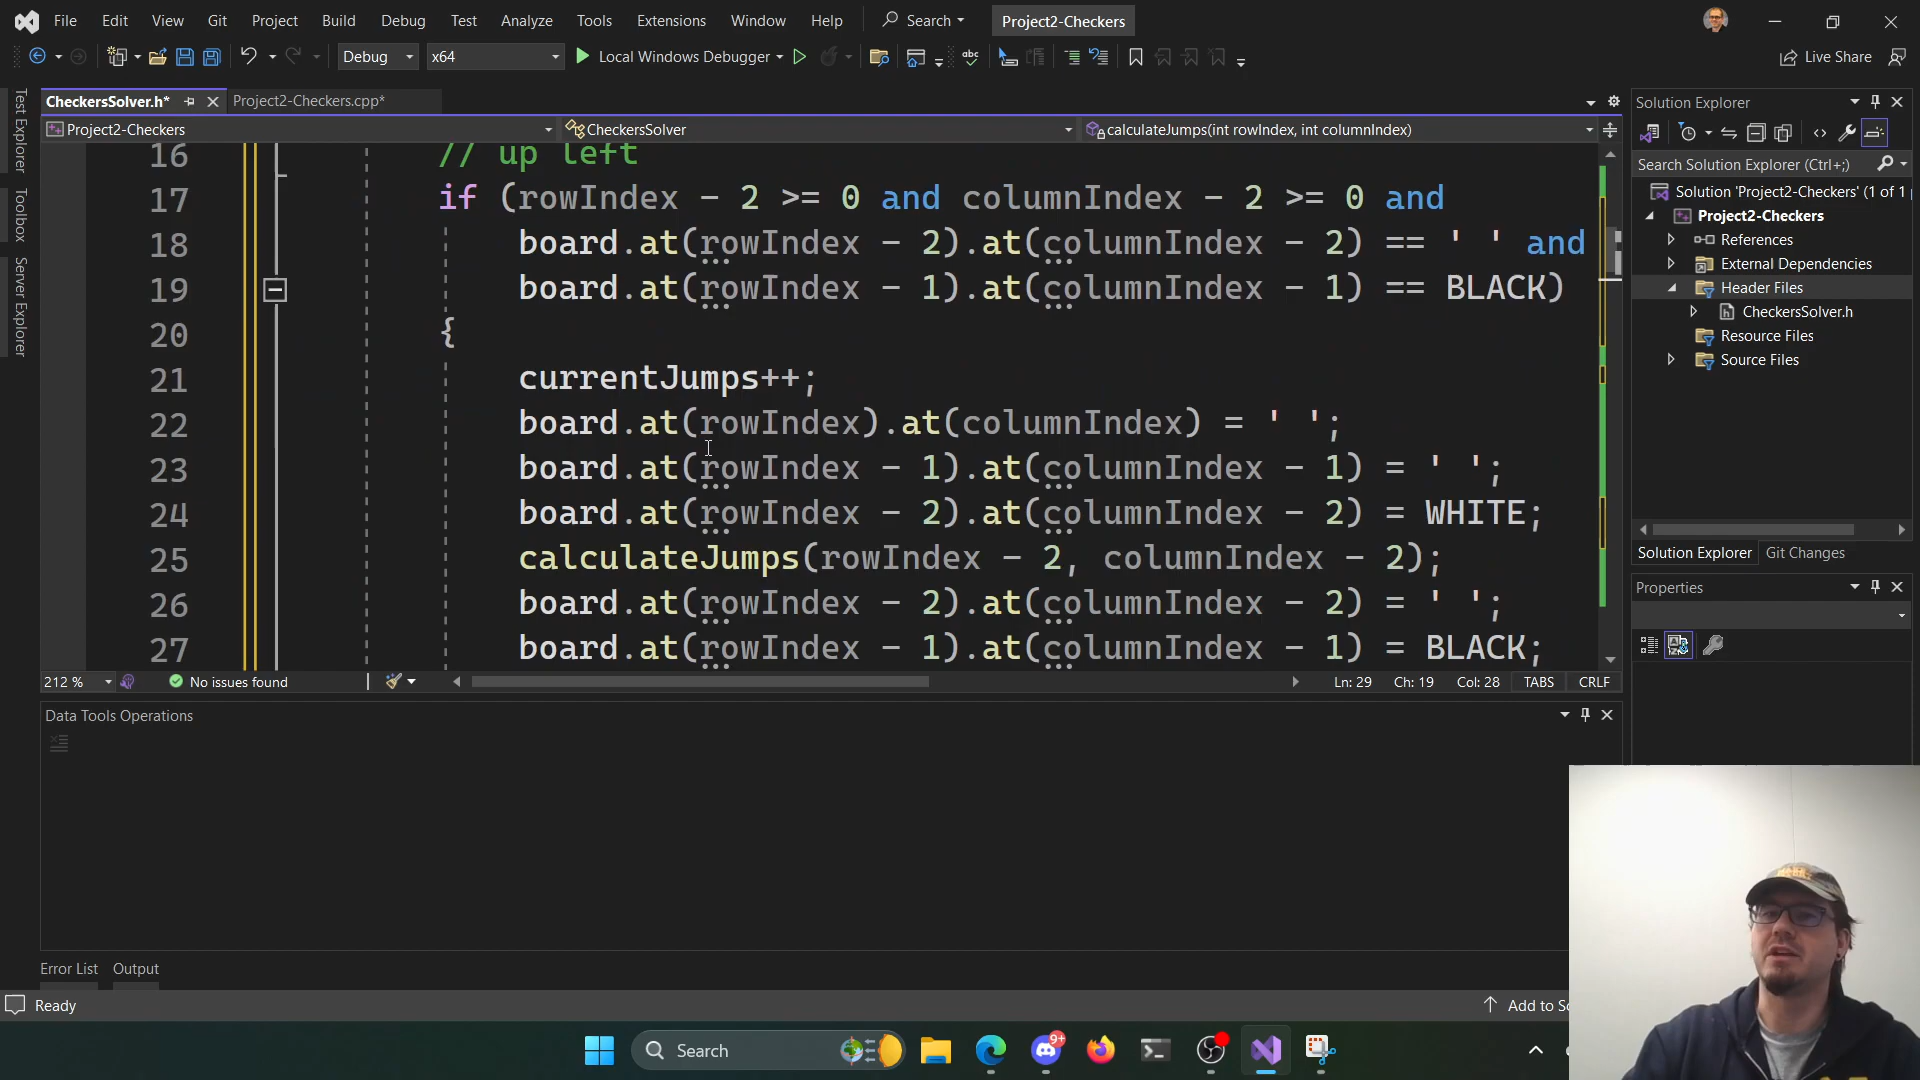 File Edit View Git Project Build Debug Test Analyze Tools Extensions Window Help Search Project2-Checkers
Debug x64 Local Windows Debugger Live Share
CheckersSolver.h* Project2-Checkers.cpp*
Project2-Checkers CheckersSolver calculateJumps(int rowIndex, int columnIndex)
Test Explorer
Toolbox
Server Explorer
16 // up left
17 if (rowIndex - 2 >= 0 and columnIndex - 2 >= 0 and
18 board.at(rowIndex - 2).at(columnIndex - 2) == ' ' and
19 board.at(rowIndex - 1).at(columnIndex - 1) == BLACK)
20 {
21 currentJumps++;
22 board.at(rowIndex).at(columnIndex) = ' ';
23 board.at(rowIndex - 1).at(columnIndex - 1) = ' ';
24 board.at(rowIndex - 2).at(columnIndex - 2) = WHITE;
25 calculateJumps(rowIndex - 2, columnIndex - 2);
26 board.at(rowIndex - 2).at(columnIndex - 2) = ' ';
27 board.at(rowIndex - 1).at(columnIndex - 1) = BLACK;
212 % No issues found Ln: 29 Ch: 19 Col: 28 TABS CRLF
Data Tools Operations
Error List Output
Ready
Add to So
Solution Explorer
Search Solution Explorer (Ctrl+;)
Solution 'Project2-Checkers' (1 of 1
Project2-Checkers
References
External Dependencies
Header Files
CheckersSolver.h
Resource Files
Source Files
Solution Explorer Git Changes
Properties
Search
9+